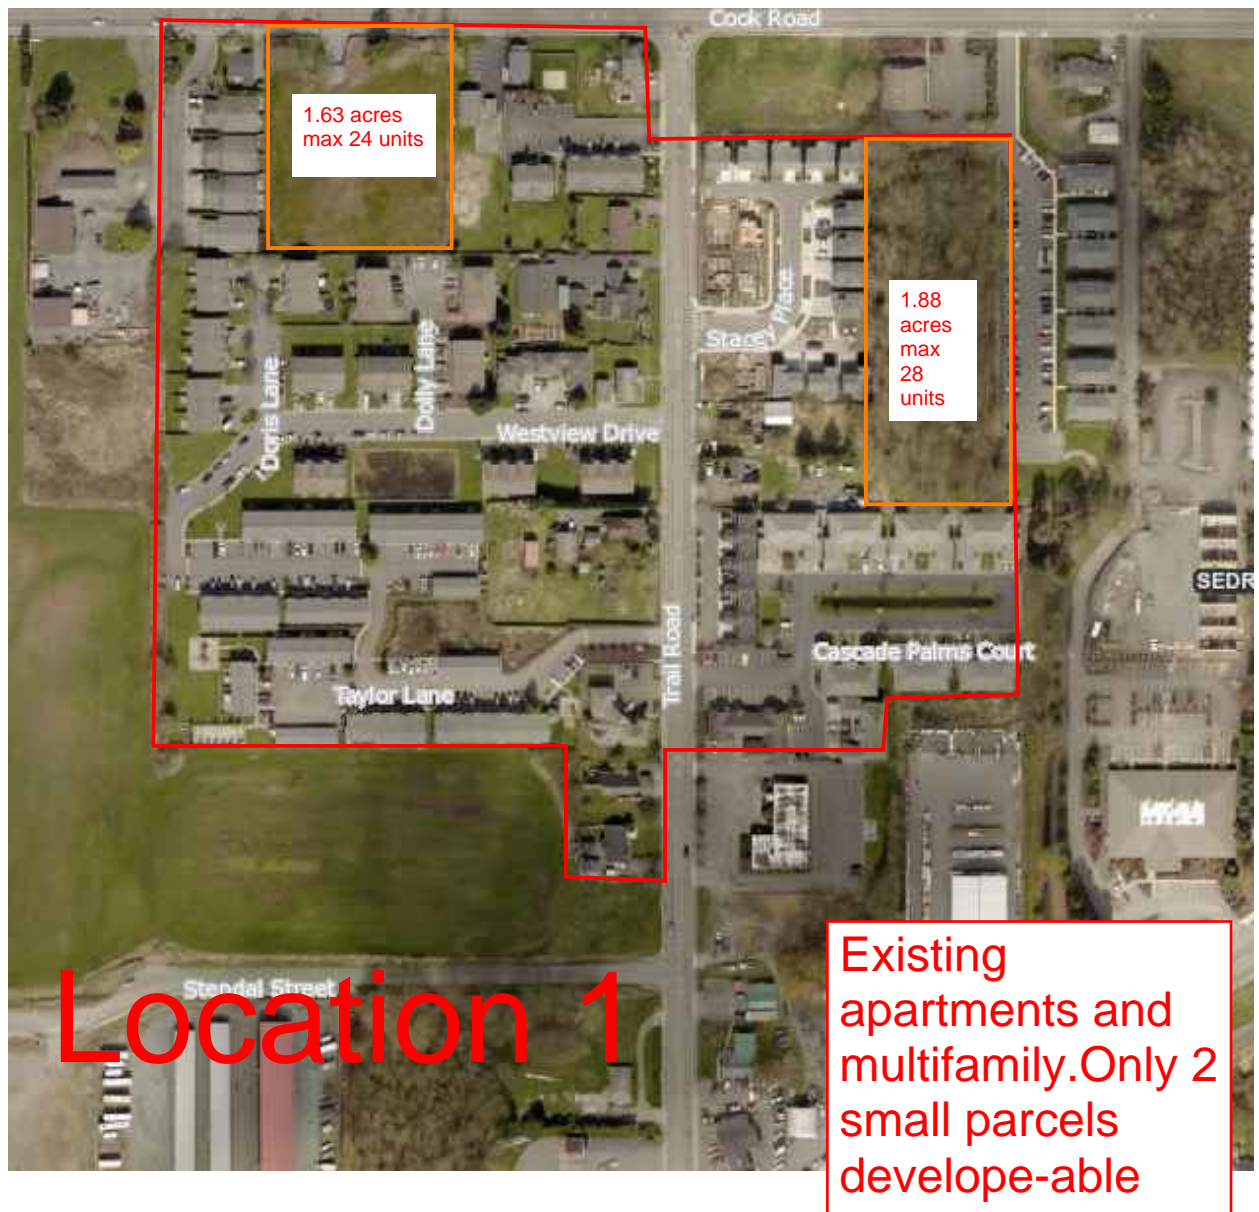 Cook Road
1.63 acres
max 24 units
1.88
acres
max
28
units
Stacey Place
Doris Lane
Dolly Lane
Westview Drive
SEDR
Trail Road
Cascade Palms Court
Taylor Lane
Stendal Street
Location 1
Existing
apartments and
multifamily.Only 2
small parcels
develope-able